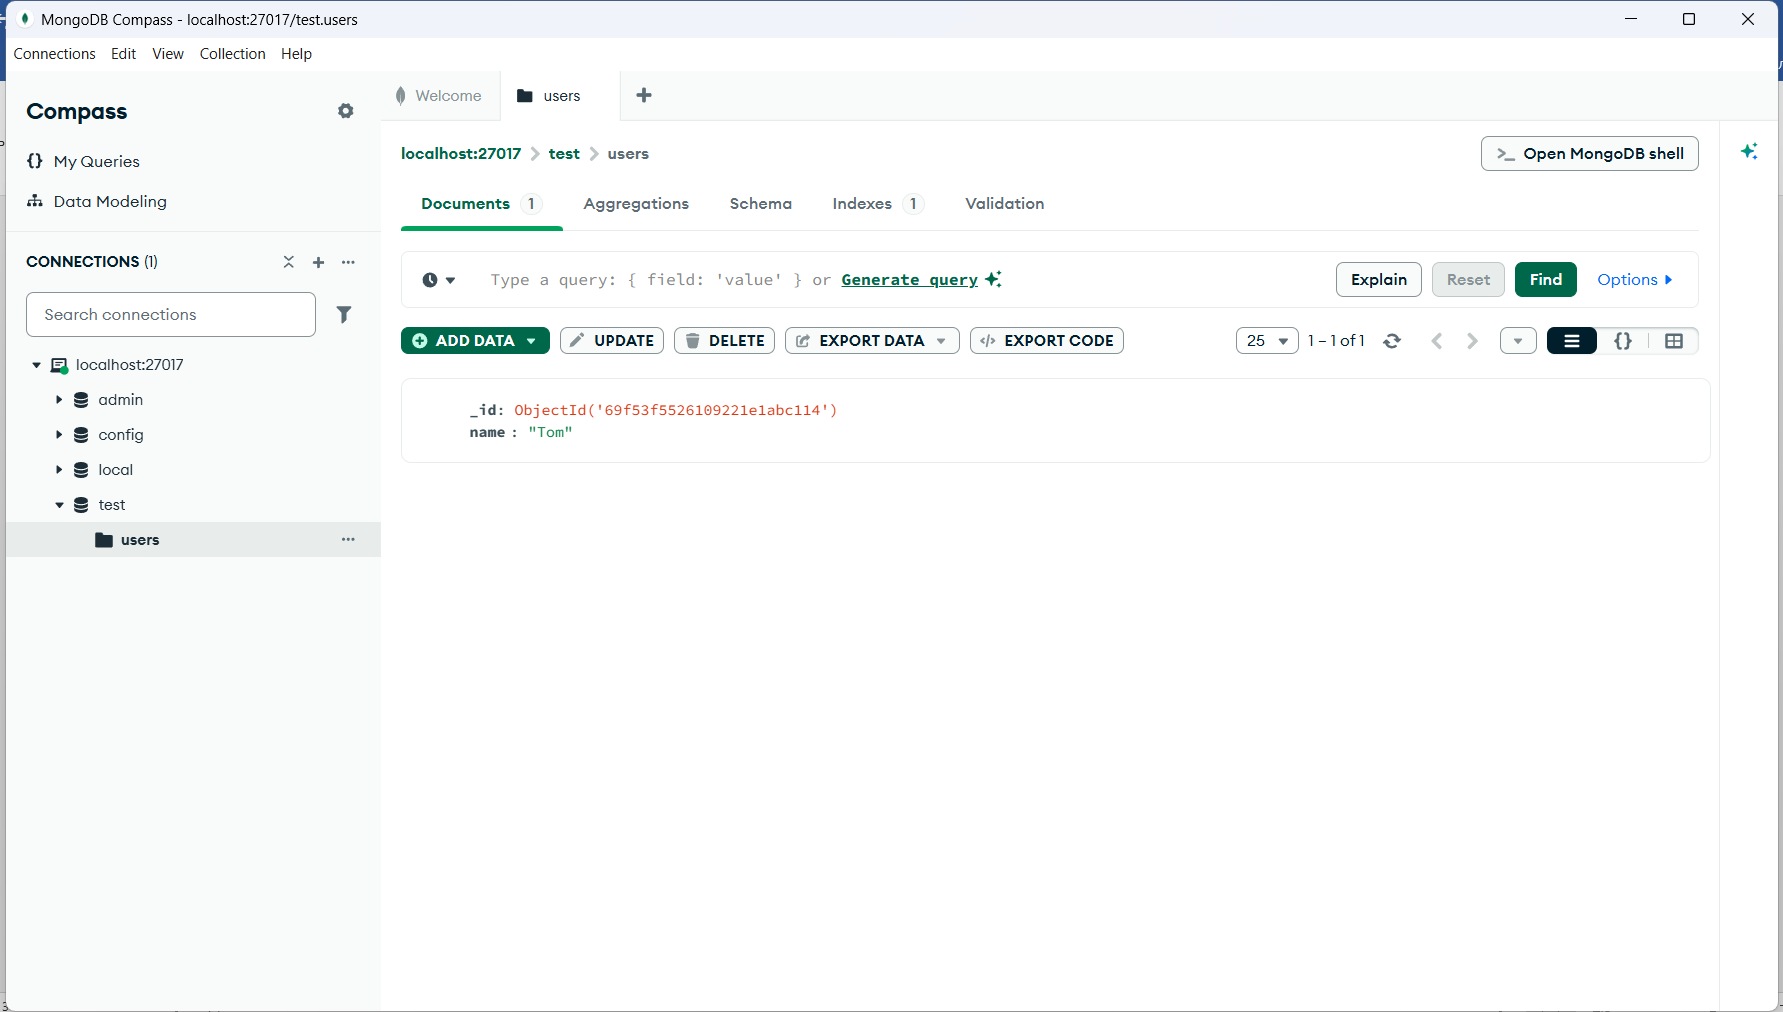 MongoDB Compass - localhost:27017/test.users
Connections Edit View Collection Help
Compass
My Queries
Data Modeling
CONNECTIONS (1)
Search connections
localhost:27017
admin
config
local
test
users
Welcome
users
localhost:27017 > test > users
>_ Open MongoDB shell
Documents 1 Aggregations Schema Indexes 1 Validation
Type a query: { field: 'value' } or Generate query
Explain Reset Find Options
ADD DATA UPDATE DELETE EXPORT DATA </> EXPORT CODE
25 1 – 1 of 1 {}
_id: ObjectId('69f53f5526109221e1abc114')
name : "Tom"